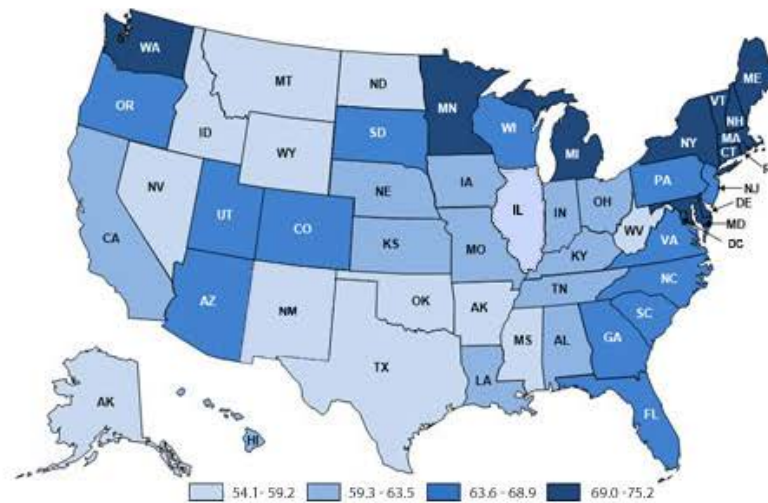 WA
ME
MT
ND
VT
MN
OR
NH
ID
SD
WI
MA
NY
CT
WY
MI
PA
IA
NJ
NE
NV
OH
DE
IL
IN
UT
MD
CO
WV
VA
DC
CA
KS
MO
KY
NC
TN
OK
AK
SC
AZ
NM
MS
AL
GA
TX
LA
AK
FL
HI
54.1 - 59.2
59.3 - 63.5
63.6 - 68.9
69.0 - 75.2